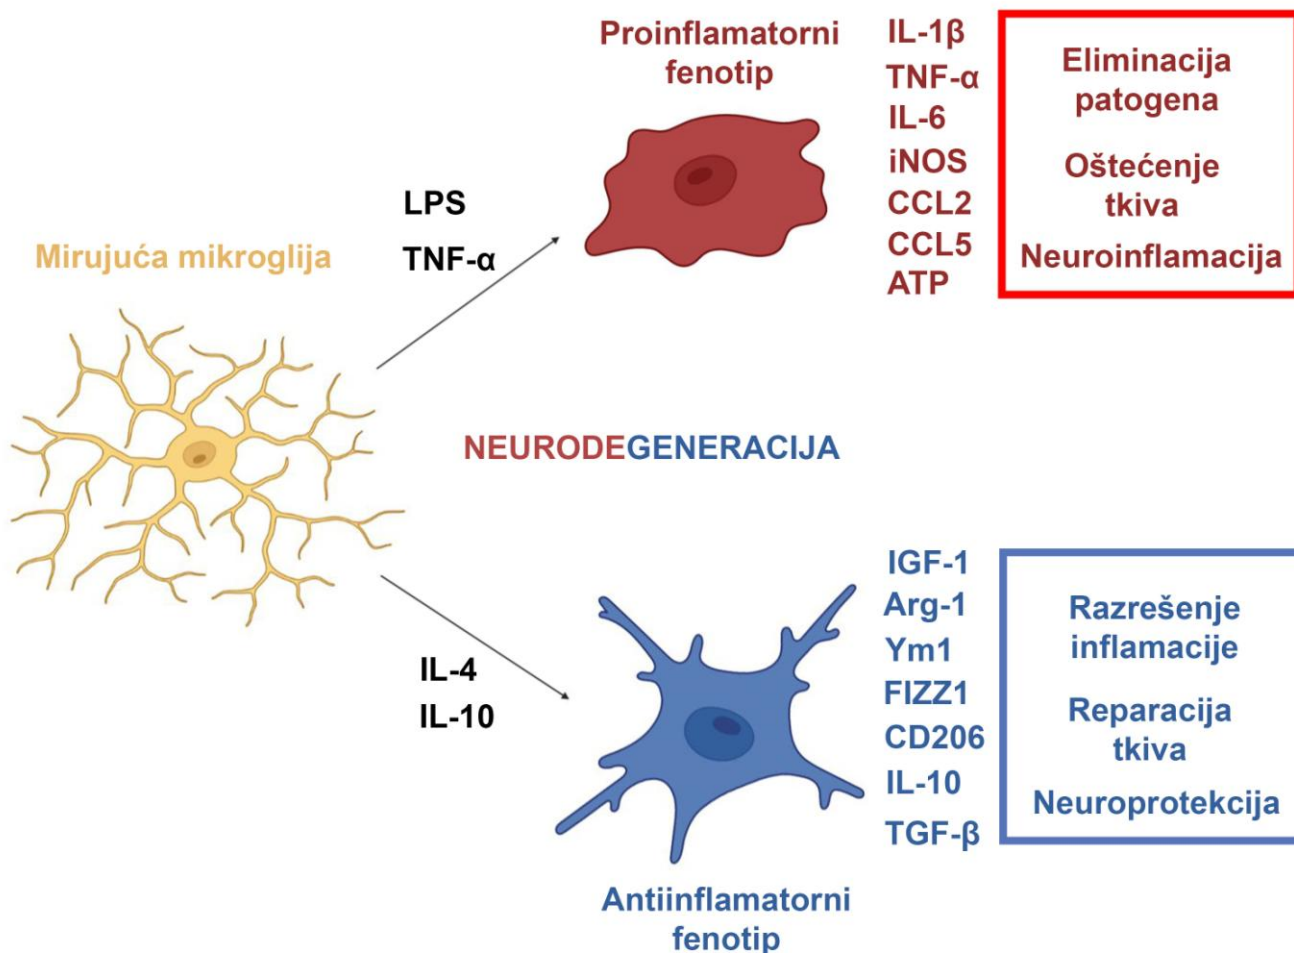 Proinflamatorni
fenotip
IL-1β
TNF-α
IL-6
iNOS
CCL2
CCL5
ATP
Eliminacija
patogena
Oštećenje
tkiva
Neuroinflamacija
LPS
TNF-α
Mirujuća mikroglija
NEURODEGENERACIJA
IL-4
IL-10
IGF-1
Arg-1
Ym1
FIZZ1
CD206
IL-10
TGF-β
Razrešenje
inflamacije
Reparacija
tkiva
Neuroprotekcija
Antiinflamatorni
fenotip